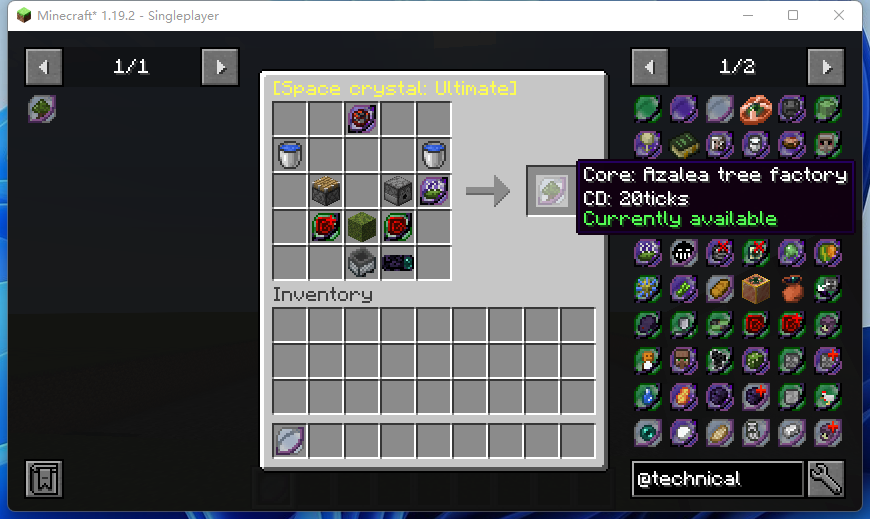 Minecraft* 1.19.2 - Singleplayer
1/1
1/2
[Space crystal: Ultimate]
Core: Azalea tree factory
CD: 20ticks
Currently available
Inventory
@technical